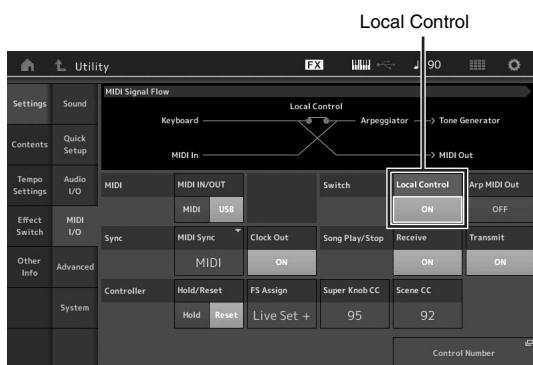 Local Control
Utility FX 90
MIDI Signal Flow
Settings Sound
Local Control
Keyboard Arpeggiator Tone Generator
Contents Quick Setup
MIDI In MIDI Out
Tempo Settings Audio I/O
MIDI MIDI IN/OUT Switch Local Control Arp MIDI Out
MIDI USB ON OFF
Effect Switch MIDI I/O
Sync MIDI Sync Clock Out Song Play/Stop Receive Transmit
MIDI ON ON ON
Other Info Advanced
Controller Hold/Reset FS Assign Super Knob CC Scene CC
Hold Reset Live Set + 95 92
System
Control Number